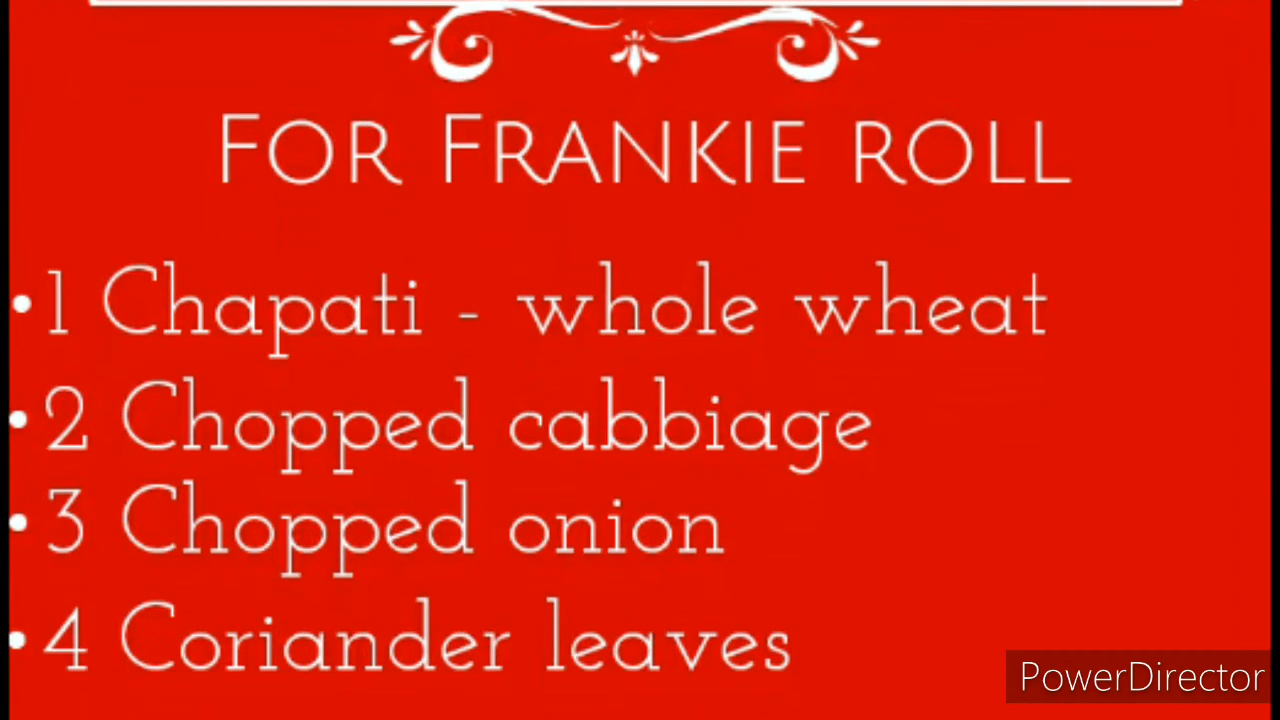 FOR FRANKIE ROLL
•1 Chapati - whole wheat
•2 Chopped cabbiage
•3 Chopped onion
•4 Coriander leaves
PowerDirector